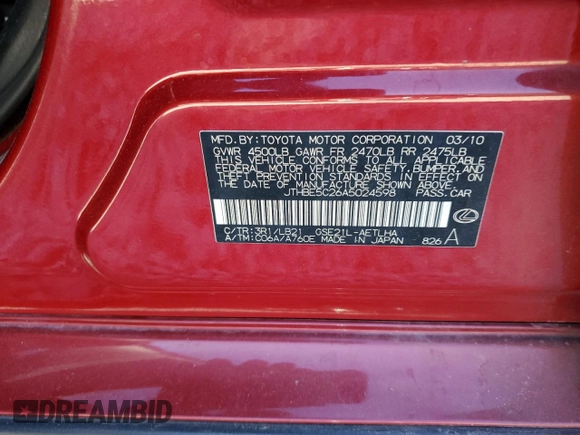 MFD. BY: TOYOTA MOTOR CORPORATION 03/10
GVWR 4500LB GAWR FR 2470LB RR 2475LB
THIS VEHICLE CONFORMS TO ALL APPLICABLE
FEDERAL MOTOR VEHICLE SAFETY, BUMPER, AND
THEFT PREVENTION STANDARDS IN EFFECT ON
THE DATE OF MANUFACTURE SHOWN ABOVE.
JTHBE5C26A5024598 PASS. CAR
C/TR: 3R1/LB21 GSE21L-AETLHA
A/TM: C06A/A760E MADE IN JAPAN 826 A
DREAMBID